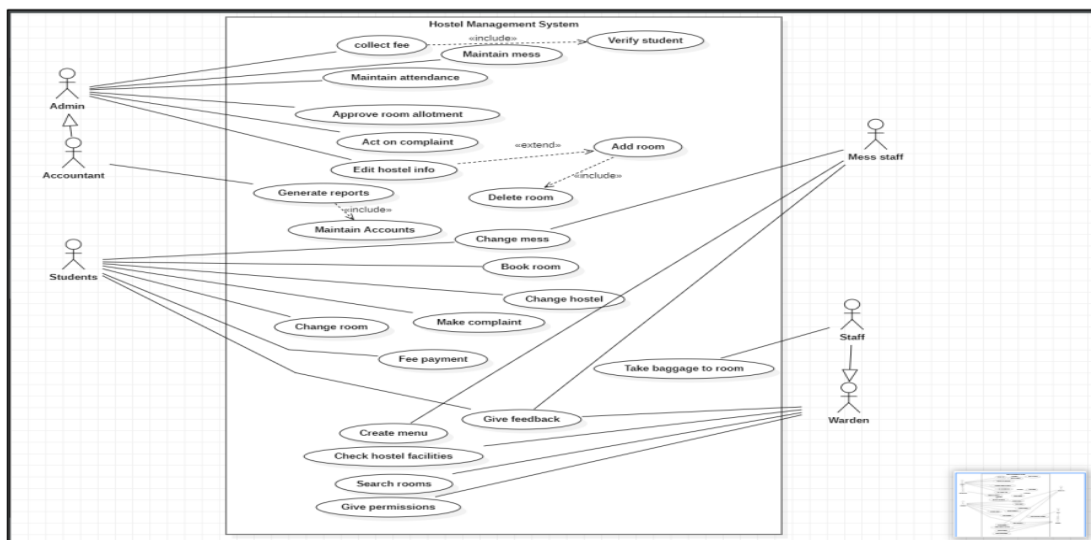 Hostel Management System
collect fee
«include»
Verify student
Maintain mess
Maintain attendance
Admin
Approve room allotment
Act on complaint
«extend»
Add room
Mess staff
Accountant
Edit hostel info
«include»
Generate reports
Delete room
«include»
Maintain Accounts
Change mess
Students
Book room
Change hostel
Change room
Make complaint
Staff
Fee payment
Take baggage to room
Give feedback
Warden
Create menu
Check hostel facilities
Search rooms
Give permissions